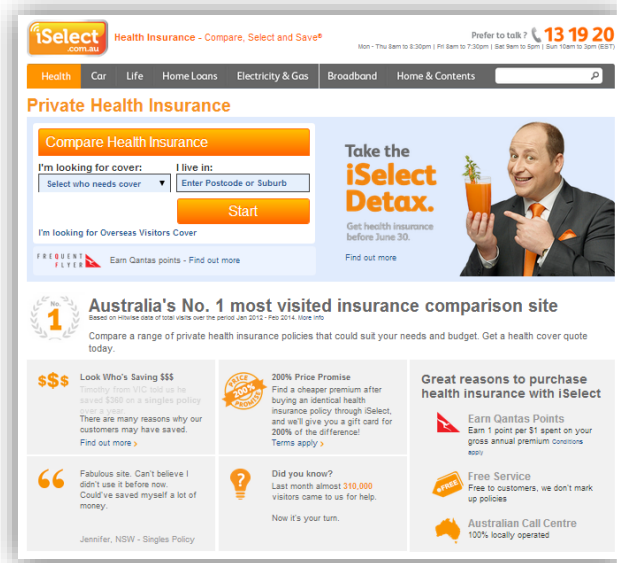 iSelect
.com.au
Health Insurance - Compare, Select and Save®
Prefer to talk? 13 19 20
Mon - Thu 8am to 8:30pm | Fri 8am to 7:30pm | Sat 9am to 5pm | Sun 10am to 3pm (EST)
Health Car Life Home Loans Electricity & Gas Broadband Home & Contents
Private Health Insurance
Compare Health Insurance
I'm looking for cover: I live in:
Select who needs cover Enter Postcode or Suburb
Start
I'm looking for Overseas Visitors Cover
FREQUENT
FLYER
Earn Qantas points - Find out more
Take the
iSelect
Detax.
Get health insurance
before June 30.
Find out more
No.
1
Australia's No. 1 most visited insurance comparison site
Based on Hitwise data of total visits over the period Jan 2012 - Feb 2014. More Info
Compare a range of private health insurance policies that could suit your needs and budget. Get a health cover quote
today.
$$$
Look Who's Saving $$$
Timothy from VIC told us he
saved $360 on a singles policy
over a year.
There are many reasons why our
customers may have saved.
Find out more >
PRICE
200%
PROMISE
200% Price Promise
Find a cheaper premium after
buying an identical health
insurance policy through iSelect,
and we'll give you a gift card for
200% of the difference!
Terms apply >
Great reasons to purchase
health insurance with iSelect
Earn Qantas Points
Earn 1 point per $1 spent on your
gross annual premium Conditions
apply
#FREE
Free Service
Free to customers, we don't mark
up policies
Australian Call Centre
100% locally operated
Fabulous site. Can't believe I
didn't use it before now.
Could've saved myself a lot of
money.
Jennifer, NSW - Singles Policy
Did you know?
Last month almost 310,000
visitors came to us for help.
Now it's your turn.